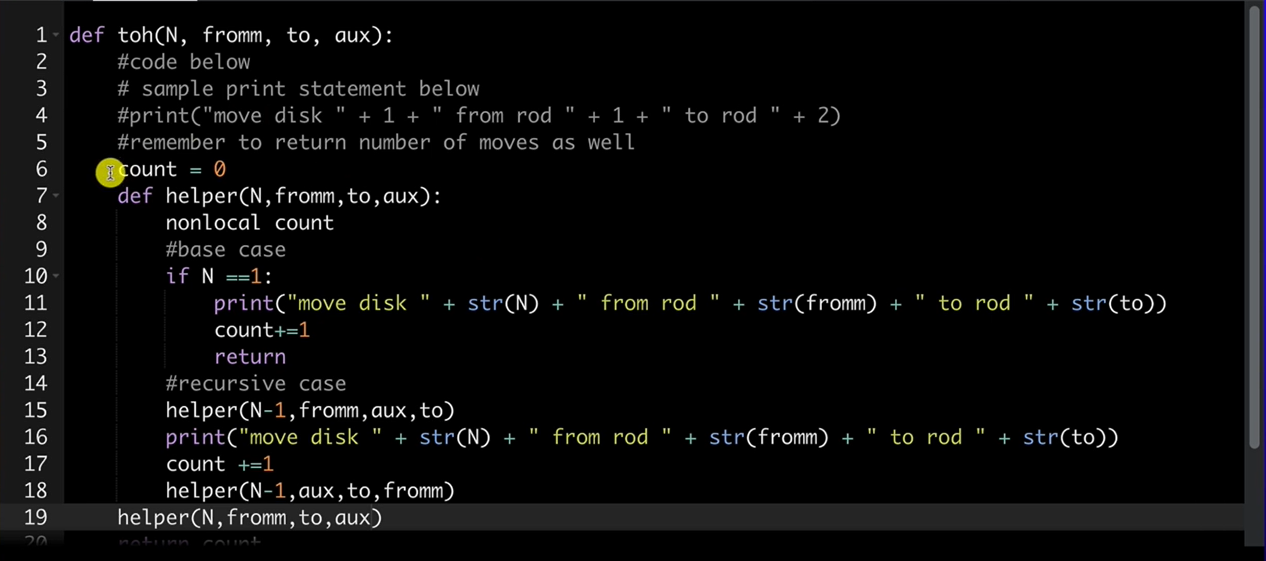 1 def toh(N, fromm, to, aux):
2 #code below
3 # sample print statement below
4 #print("move disk " + 1 + " from rod " + 1 + " to rod " + 2)
5 #remember to return number of moves as well
6 count = 0
7 def helper(N,fromm,to,aux):
8 nonlocal count
9 #base case
10 if N ==1:
11 print("move disk " + str(N) + " from rod " + str(fromm) + " to rod " + str(to))
12 count+=1
13 return
14 #recursive case
15 helper(N-1,fromm,aux,to)
16 print("move disk " + str(N) + " from rod " + str(fromm) + " to rod " + str(to))
17 count +=1
18 helper(N-1,aux,to,fromm)
19 helper(N,fromm,to,aux)
20 return count